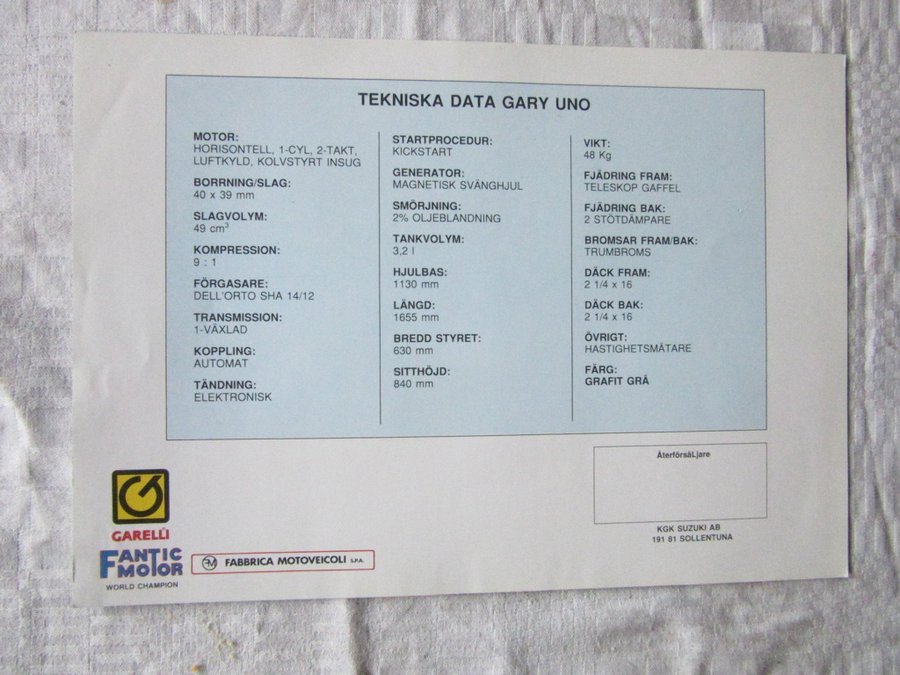 TEKNISKA DATA GARY UNO
MOTOR:
HORISONTELL, 1-CYL, 2-TAKT,
LUFTKYLD, KOLVSTYRT INSUG
BORRNING/SLAG:
40 x 39 mm
SLAGVOLYM:
49 cm³
KOMPRESSION:
9 : 1
FÖRGASARE:
DELL'ORTO SHA 14/12
TRANSMISSION:
1-VÄXLAD
KOPPLING:
AUTOMAT
TÄNDNING:
ELEKTRONISK
STARTPROCEDUR:
KICKSTART
GENERATOR:
MAGNETISK SVÄNGHJUL
SMÖRJNING:
2% OLJEBLANDNING
TANKVOLYM:
3,2 l
HJULBAS:
1130 mm
LÄNGD:
1655 mm
BREDD STYRET:
630 mm
SITTHÖJD:
840 mm
VIKT:
48 Kg
FJÄDRING FRAM:
TELESKOP GAFFEL
FJÄDRING BAK:
2 STÖTDÄMPARE
BROMSAR FRAM/BAK:
TRUMBROMS
DÄCK FRAM:
2 1/4 x 16
DÄCK BAK:
2 1/4 x 16
ÖVRIGT:
HASTIGHETSMÄTARE
FÄRG:
GRAFIT GRÅ
ÅterförsäLjare
KGK SUZUKI AB
191 81 SOLLENTUNA
G
GARELLI
FANTIC
MOTOR
WORLD CHAMPION
FM FABBRICA MOTOVEICOLI S.P.A.